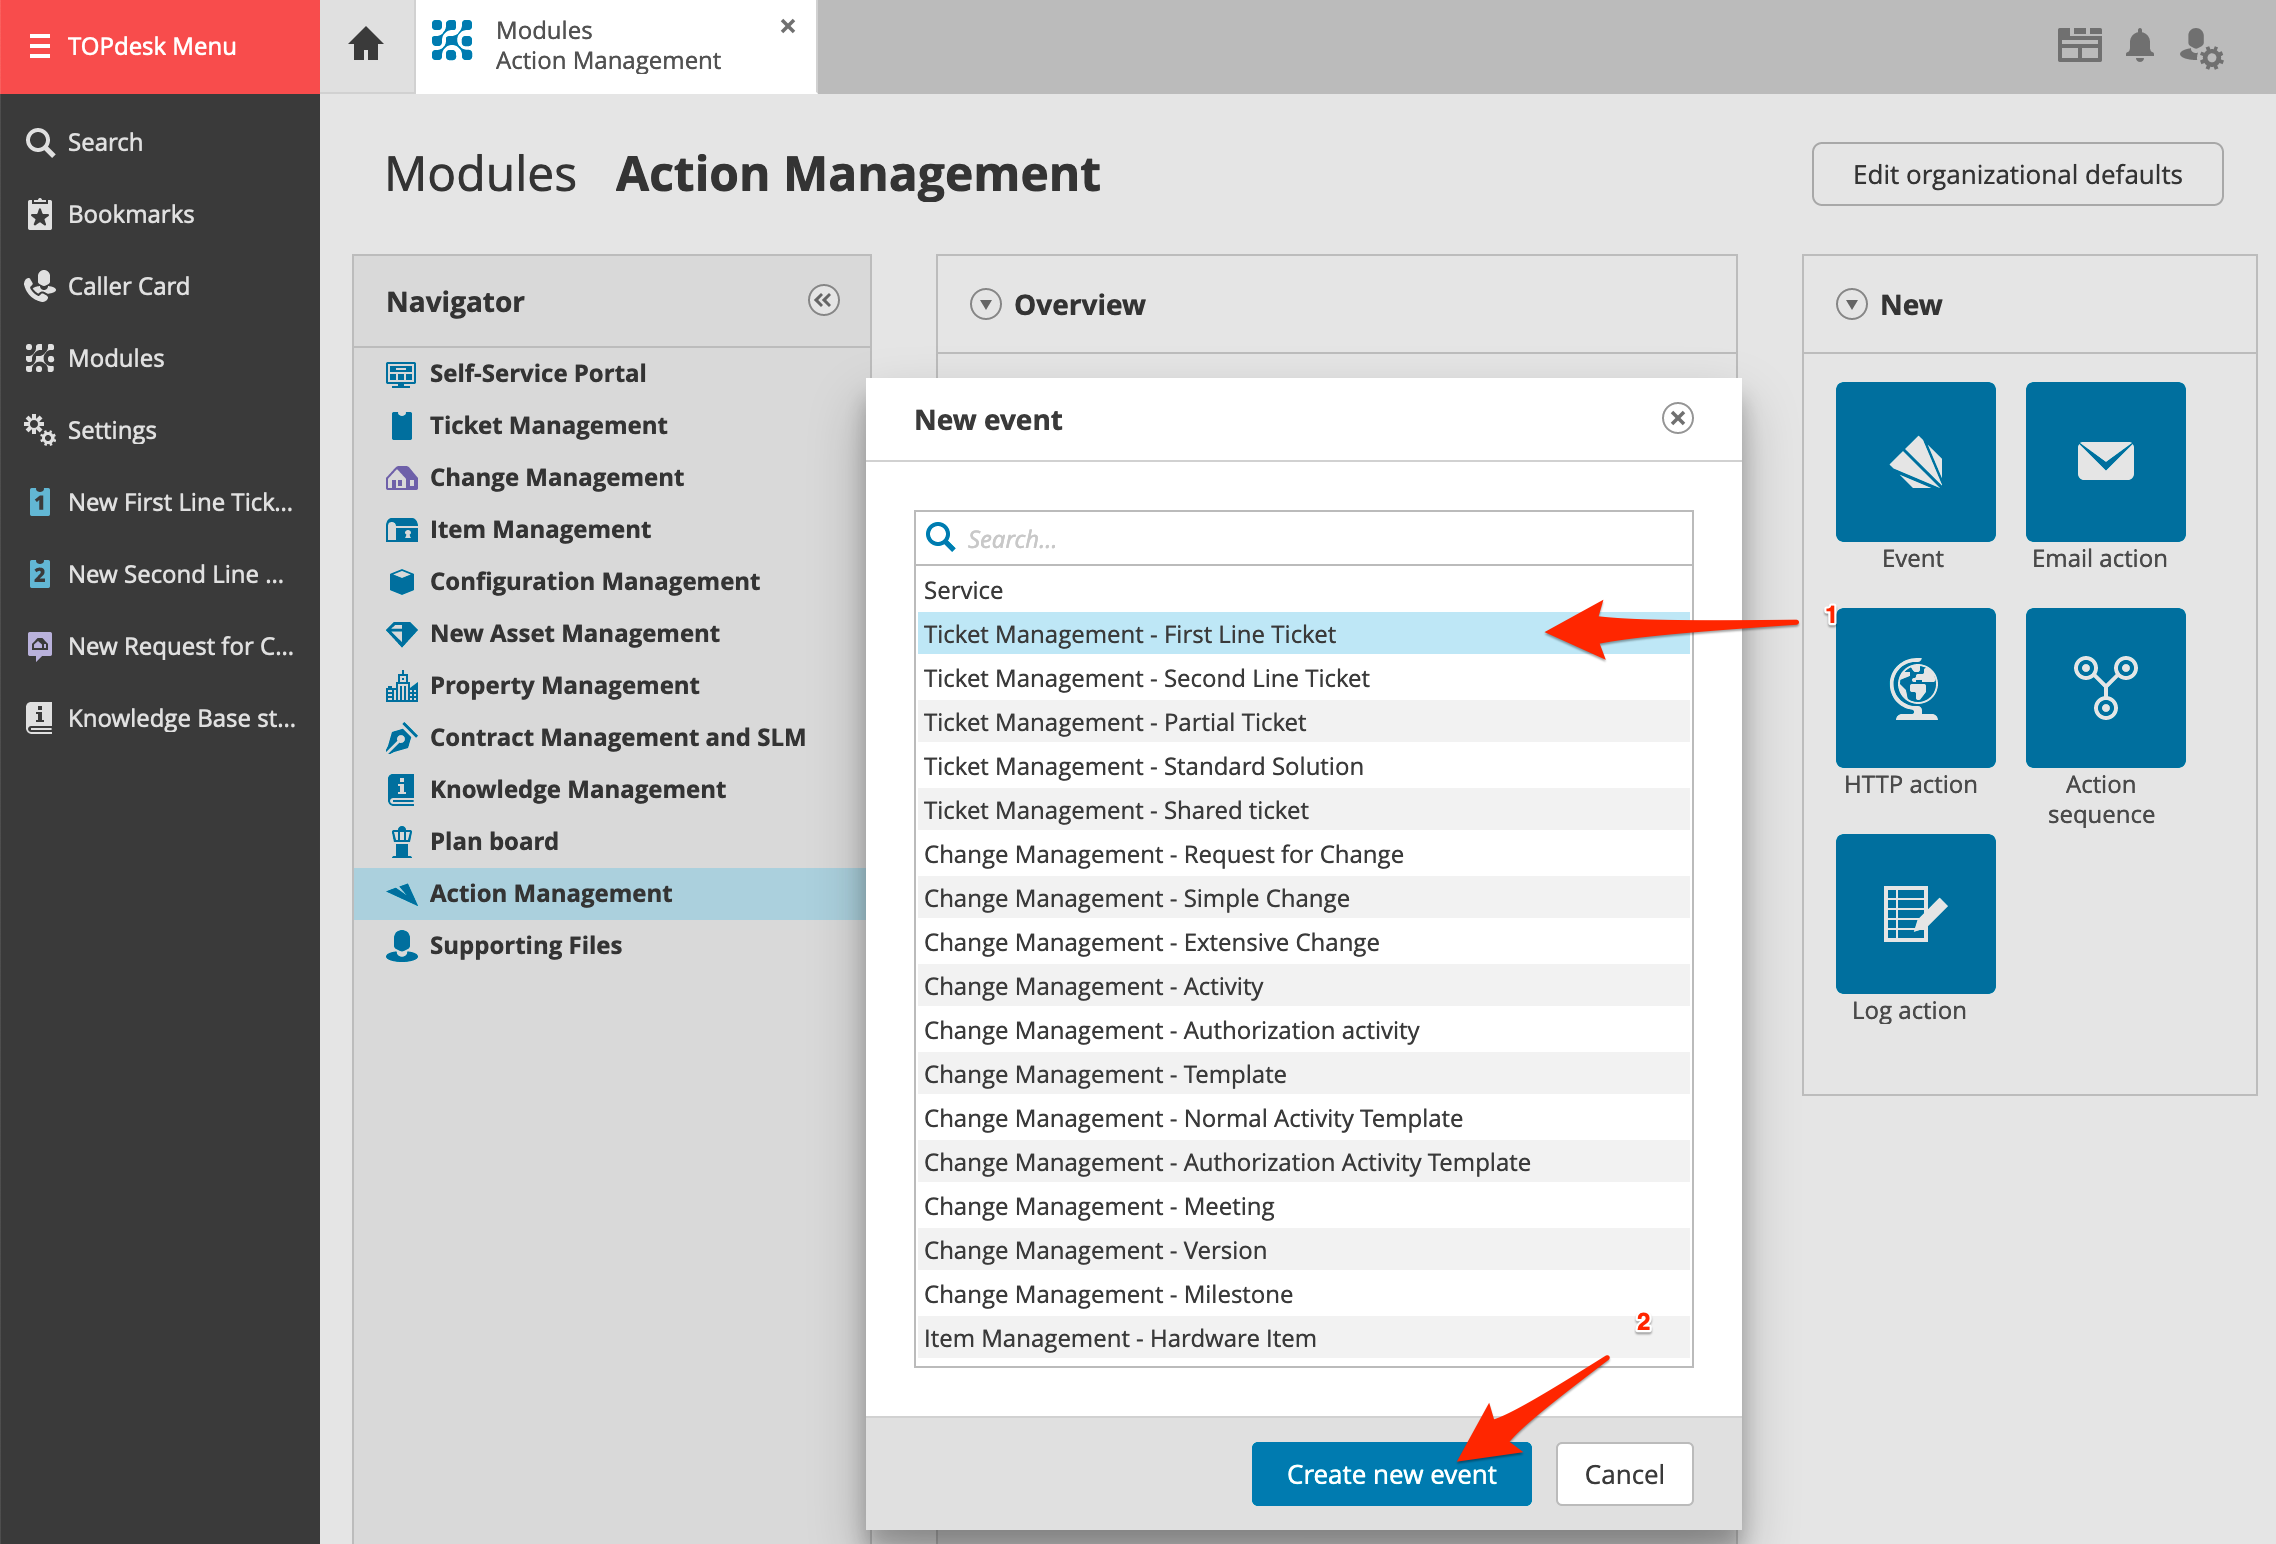 TOPdesk Menu
Modules
Action Management
Search
Bookmarks
Caller Card
Modules
Settings
1 New First Line Tick...
2 New Second Line ...
New Request for C...
Knowledge Base st...
Modules Action Management
Edit organizational defaults
Navigator
Self-Service Portal
Ticket Management
Change Management
Item Management
Configuration Management
New Asset Management
Property Management
Contract Management and SLM
Knowledge Management
Plan board
Action Management
Supporting Files
Overview
New event
Search...
Service
Ticket Management - First Line Ticket
Ticket Management - Second Line Ticket
Ticket Management - Partial Ticket
Ticket Management - Standard Solution
Ticket Management - Shared ticket
Change Management - Request for Change
Change Management - Simple Change
Change Management - Extensive Change
Change Management - Activity
Change Management - Authorization activity
Change Management - Template
Change Management - Normal Activity Template
Change Management - Authorization Activity Template
Change Management - Meeting
Change Management - Version
Change Management - Milestone
Item Management - Hardware Item
1
2
Create new event
Cancel
New
Event
Email action
HTTP action
Action
sequence
Log action